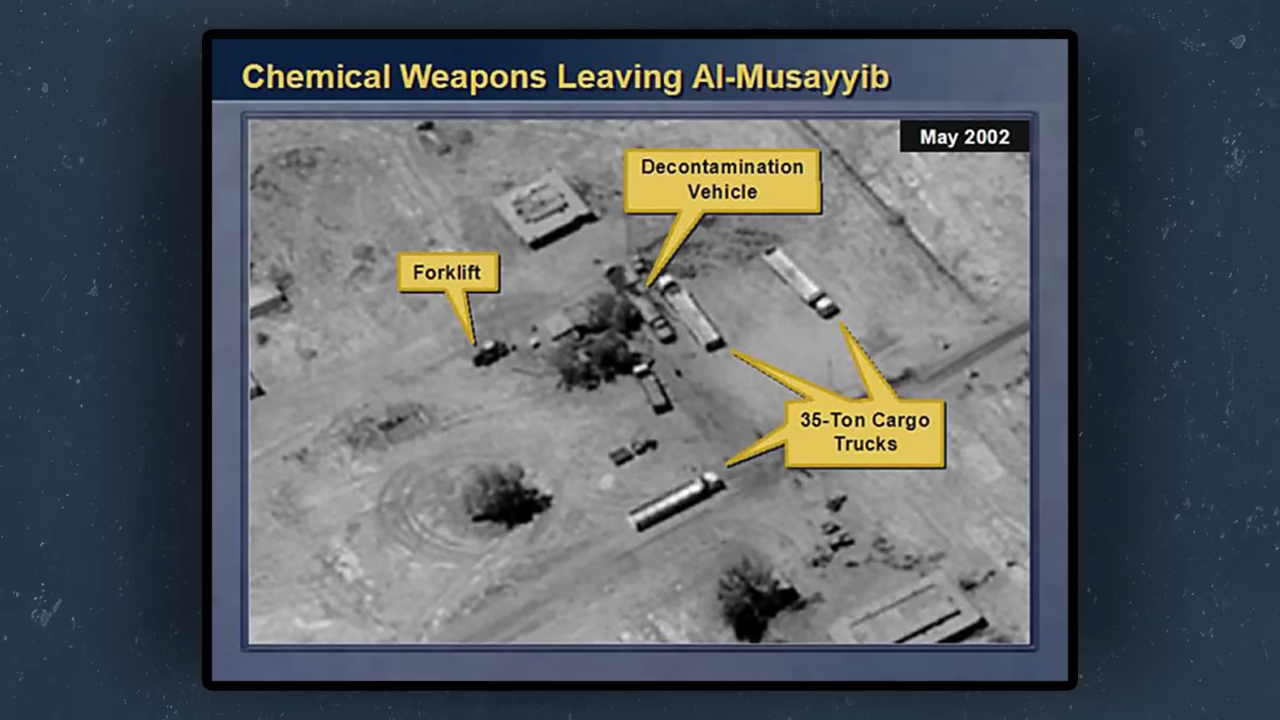 Chemical Weapons Leaving Al-Musayyib
May 2002
Decontamination
Vehicle
Forklift
35-Ton Cargo
Trucks